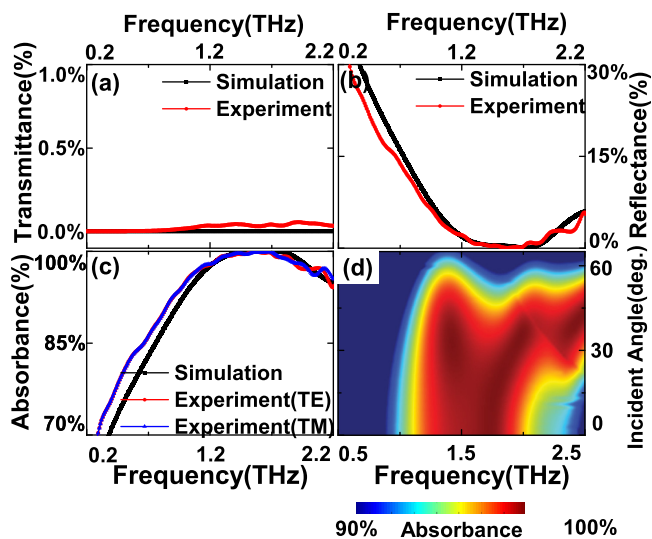 Frequency(THz) Frequency(THz)
0.2 1.2 2.2 0.2 1.2 2.2
Transmittance(%)
1.0%
0.5%
0.0%
(a)
Simulation
Experiment
(b)
Simulation
Experiment
30%
15%
0%
Reflectance(%)
Absorbance(%)
100%
85%
70%
(c)
Simulation
Experiment(TE)
Experiment(TM)
(d)
60
30
0
Incident Angle(deg.)
0.2 1.2 2.2 0.5 1.5 2.5
Frequency(THz) Frequency(THz)
90% Absorbance 100%